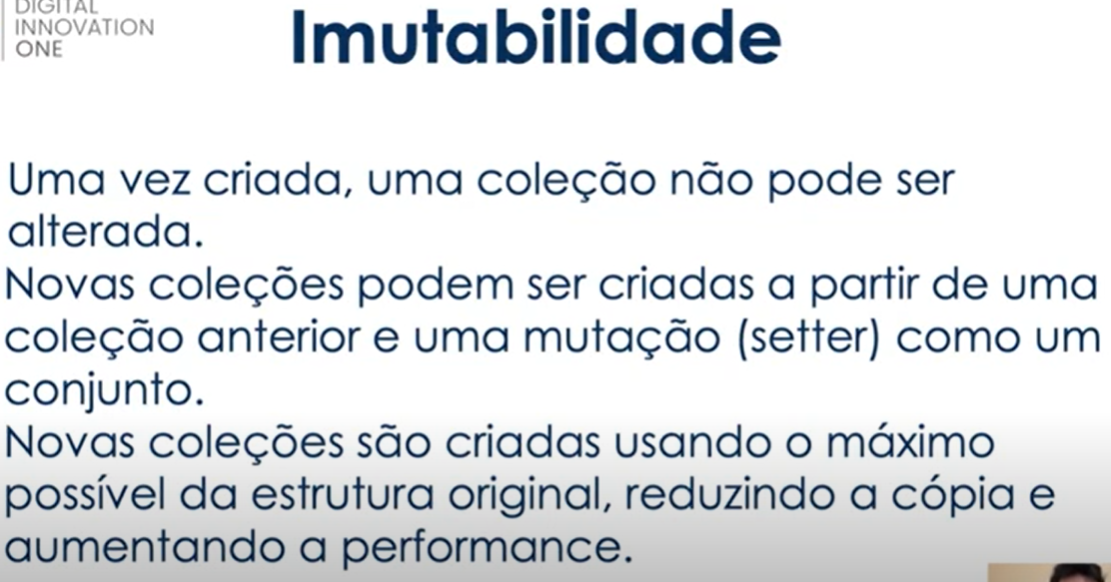 DIGITAL
INNOVATION
ONE
Imutabilidade
Uma vez criada, uma coleção não pode ser
alterada.
Novas coleções podem ser criadas a partir de uma
coleção anterior e uma mutação (setter) como um
conjunto.
Novas coleções são criadas usando o máximo
possível da estrutura original, reduzindo a cópia e
aumentando a performance.